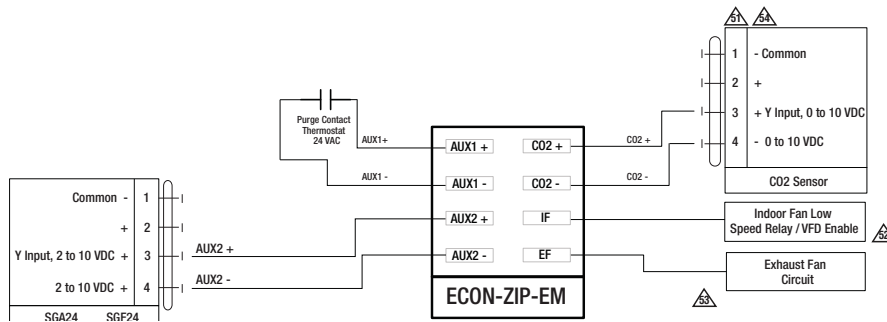 51 54
1 - Common
2 +
3 + Y Input, 0 to 10 VDC
4 - 0 to 10 VDC
CO2 Sensor
Purge Contact
Thermostat
24 VAC
AUX1+
AUX1 -
AUX1 + CO2 +
AUX1 - CO2 -
AUX2 + IF
AUX2 - EF
ECON-ZIP-EM
CO2 +
CO2 -
Common - 1
+ 2
Y Input, 2 to 10 VDC + 3
2 to 10 VDC + 4
SGA24 SGF24
AUX2 +
AUX2 -
Indoor Fan Low
Speed Relay / VFD Enable
52
Exhaust Fan
Circuit
53